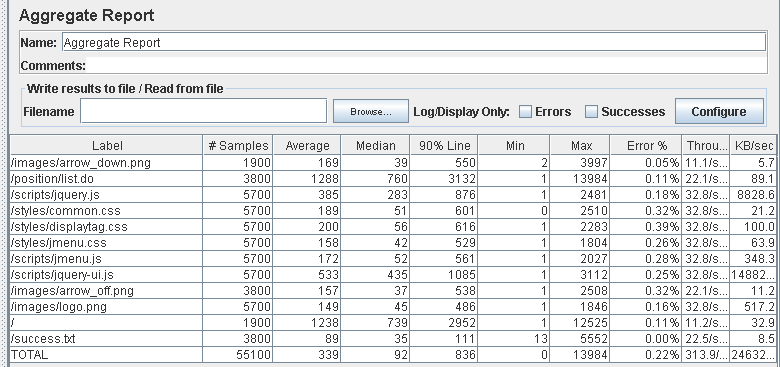 Aggregate Report
Name: Aggregate Report
Comments:
Write results to file / Read from file
Filename Browse... Log/Display Only: Errors Successes Configure
Label # Samples Average Median 90% Line Min Max Error % Throu... KB/sec
/images/arrow_down.png 1900 169 39 550 2 3997 0.05% 11.1/s... 5.7
/position/list.do 3800 1288 760 3132 1 13984 0.11% 22.1/s... 89.1
/scripts/jquery.js 5700 385 283 876 1 2481 0.18% 32.8/s... 8828.6
/styles/common.css 5700 189 51 601 0 2510 0.32% 32.8/s... 21.2
/styles/displaytag.css 5700 200 56 616 1 2283 0.39% 32.8/s... 100.0
/styles/jmenu.css 5700 158 42 529 1 1804 0.26% 32.8/s... 63.9
/scripts/jmenu.js 5700 172 52 561 1 2027 0.28% 32.8/s... 348.3
/scripts/jquery-ui.js 5700 533 435 1085 1 3112 0.25% 32.8/s... 14882...
/images/arrow_off.png 3800 157 37 538 1 2508 0.32% 22.1/s... 11.2
/images/logo.png 5700 149 45 486 1 1846 0.16% 32.8/s... 517.2
/ 1900 1238 739 2952 1 12525 0.11% 11.2/s... 32.9
/success.txt 3800 89 35 111 13 5552 0.00% 22.5/s... 8.5
TOTAL 55100 339 92 836 0 13984 0.22% 313.9/... 24632...